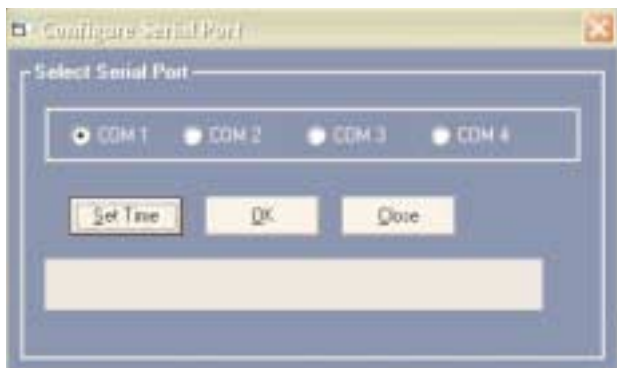 Configure Serial Port
Select Serial Port
COM 1 COM 2 COM 3 COM 4
Set Time OK Close